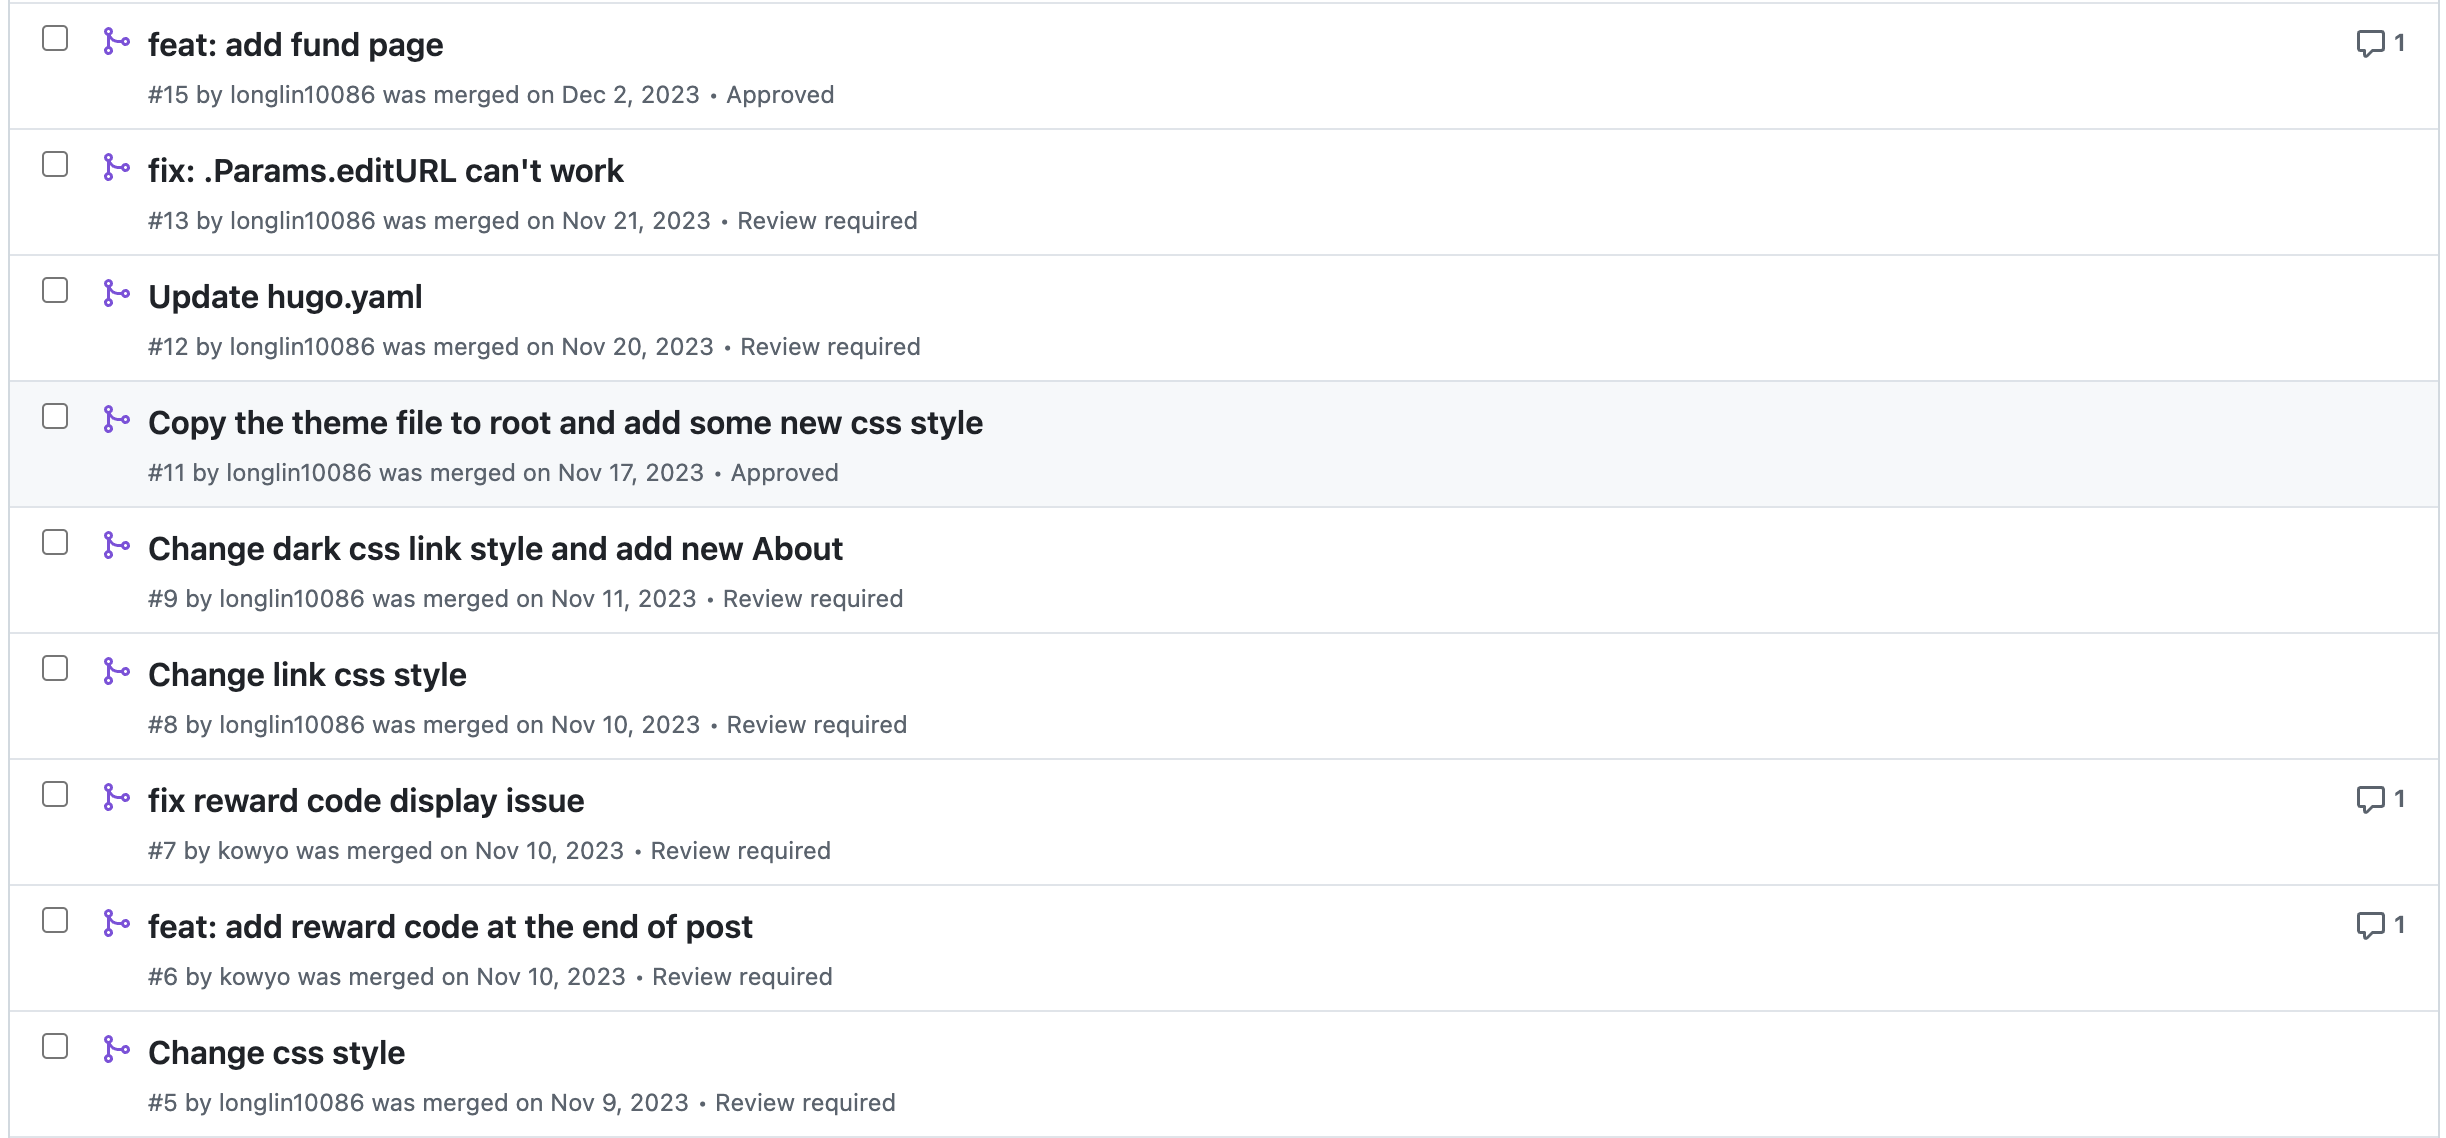 feat: add fund page
1
#15 by longlin10086 was merged on Dec 2, 2023 • Approved
fix: .Params.editURL can't work
#13 by longlin10086 was merged on Nov 21, 2023 • Review required
Update hugo.yaml
#12 by longlin10086 was merged on Nov 20, 2023 • Review required
Copy the theme file to root and add some new css style
#11 by longlin10086 was merged on Nov 17, 2023 • Approved
Change dark css link style and add new About
#9 by longlin10086 was merged on Nov 11, 2023 • Review required
Change link css style
#8 by longlin10086 was merged on Nov 10, 2023 • Review required
fix reward code display issue
1
#7 by kowyo was merged on Nov 10, 2023 • Review required
feat: add reward code at the end of post
1
#6 by kowyo was merged on Nov 10, 2023 • Review required
Change css style
#5 by longlin10086 was merged on Nov 9, 2023 • Review required